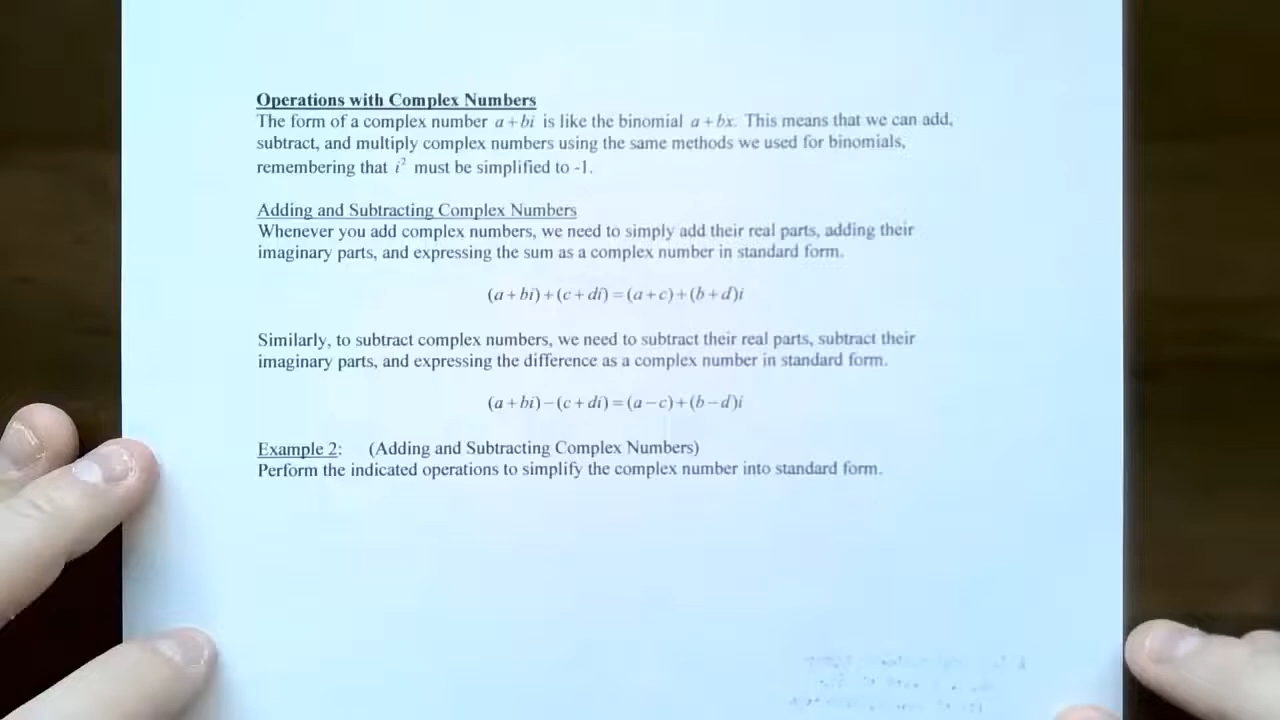 Operations with Complex Numbers
The form of a complex number a + bi is like the binomial a + bx. This means that we can add,
subtract, and multiply complex numbers using the same methods we used for binomials,
remembering that i² must be simplified to -1.
Adding and Subtracting Complex Numbers
Whenever you add complex numbers, we need to simply add their real parts, adding their
imaginary parts, and expressing the sum as a complex number in standard form.
(a + bi) + (c + di) = (a + c) + (b + d)i
Similarly, to subtract complex numbers, we need to subtract their real parts, subtract their
imaginary parts, and expressing the difference as a complex number in standard form.
(a + bi) − (c + di) = (a − c) + (b − d)i
Example 2: (Adding and Subtracting Complex Numbers)
Perform the indicated operations to simplify the complex number into standard form.